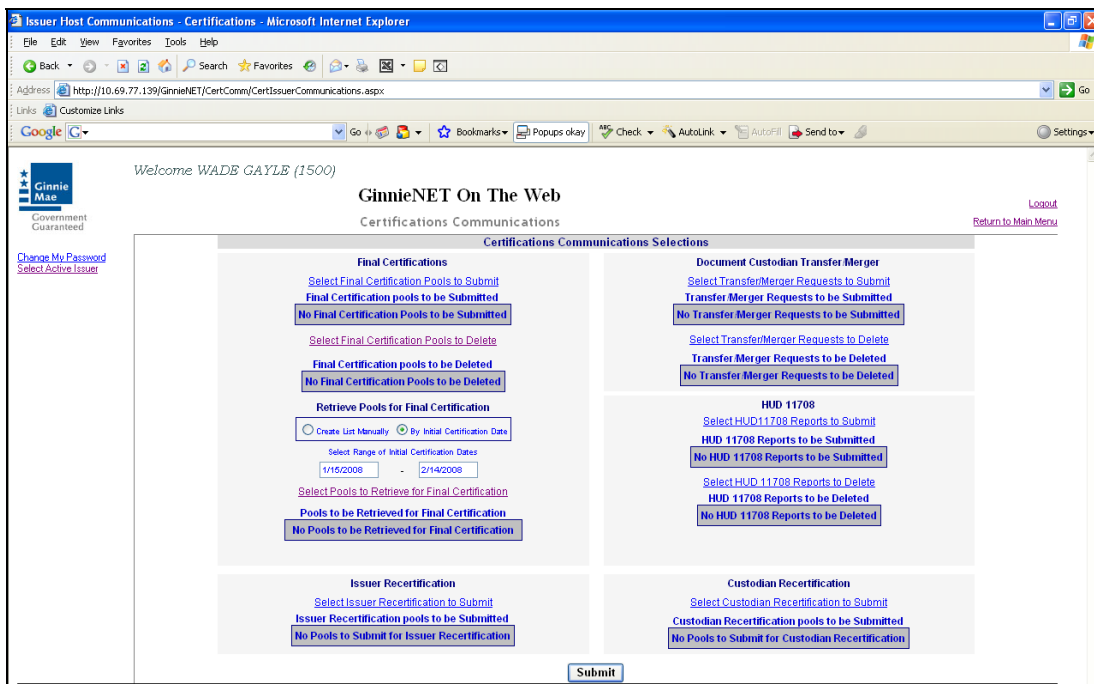 Issuer Host Communications - Certifications - Microsoft Internet Explorer
File Edit View Favorites Tools Help
Back Search Favorites
Address http://10.69.77.139/GinnieNET/CertComm/CertIssuerCommunications.aspx Go
Links Customize Links
Google G Go Bookmarks Popups okay ABC Check AutoLink AutoFill Send to Settings
Ginnie
Mae
Government
Guaranteed
Change My Password
Select Active Issuer
Welcome WADE GAYLE (1500)
GinnieNET On The Web
Certifications Communications
Logout
Return to Main Menu
Certifications Communications Selections
Final Certifications
Select Final Certification Pools to Submit
Final Certification pools to be Submitted
No Final Certification Pools to be Submitted
Select Final Certification Pools to Delete
Final Certification pools to be Deleted
No Final Certification Pools to be Deleted
Retrieve Pools for Final Certification
Create List Manually By Initial Certification Date
Select Range of Initial Certification Dates
1/15/2008 - 2/14/2008
Select Pools to Retrieve for Final Certification
Pools to be Retrieved for Final Certification
No Pools to be Retrieved for Final Certification
Document Custodian Transfer/Merger
Select Transfer/Merger Requests to Submit
Transfer/Merger Requests to be Submitted
No Transfer/Merger Requests to be Submitted
Select Transfer/Merger Requests to Delete
Transfer/Merger Requests to be Deleted
No Transfer/Merger Requests to be Deleted
HUD 11708
Select HUD11708 Reports to Submit
HUD 11708 Reports to be Submitted
No HUD 11708 Reports to be Submitted
Select HUD 11708 Reports to Delete
HUD 11708 Reports to be Deleted
No HUD 11708 Reports to be Deleted
Issuer Recertification
Select Issuer Recertification to Submit
Issuer Recertification pools to be Submitted
No Pools to Submit for Issuer Recertification
Custodian Recertification
Select Custodian Recertification to Submit
Custodian Recertification pools to be Submitted
No Pools to Submit for Custodian Recertification
Submit